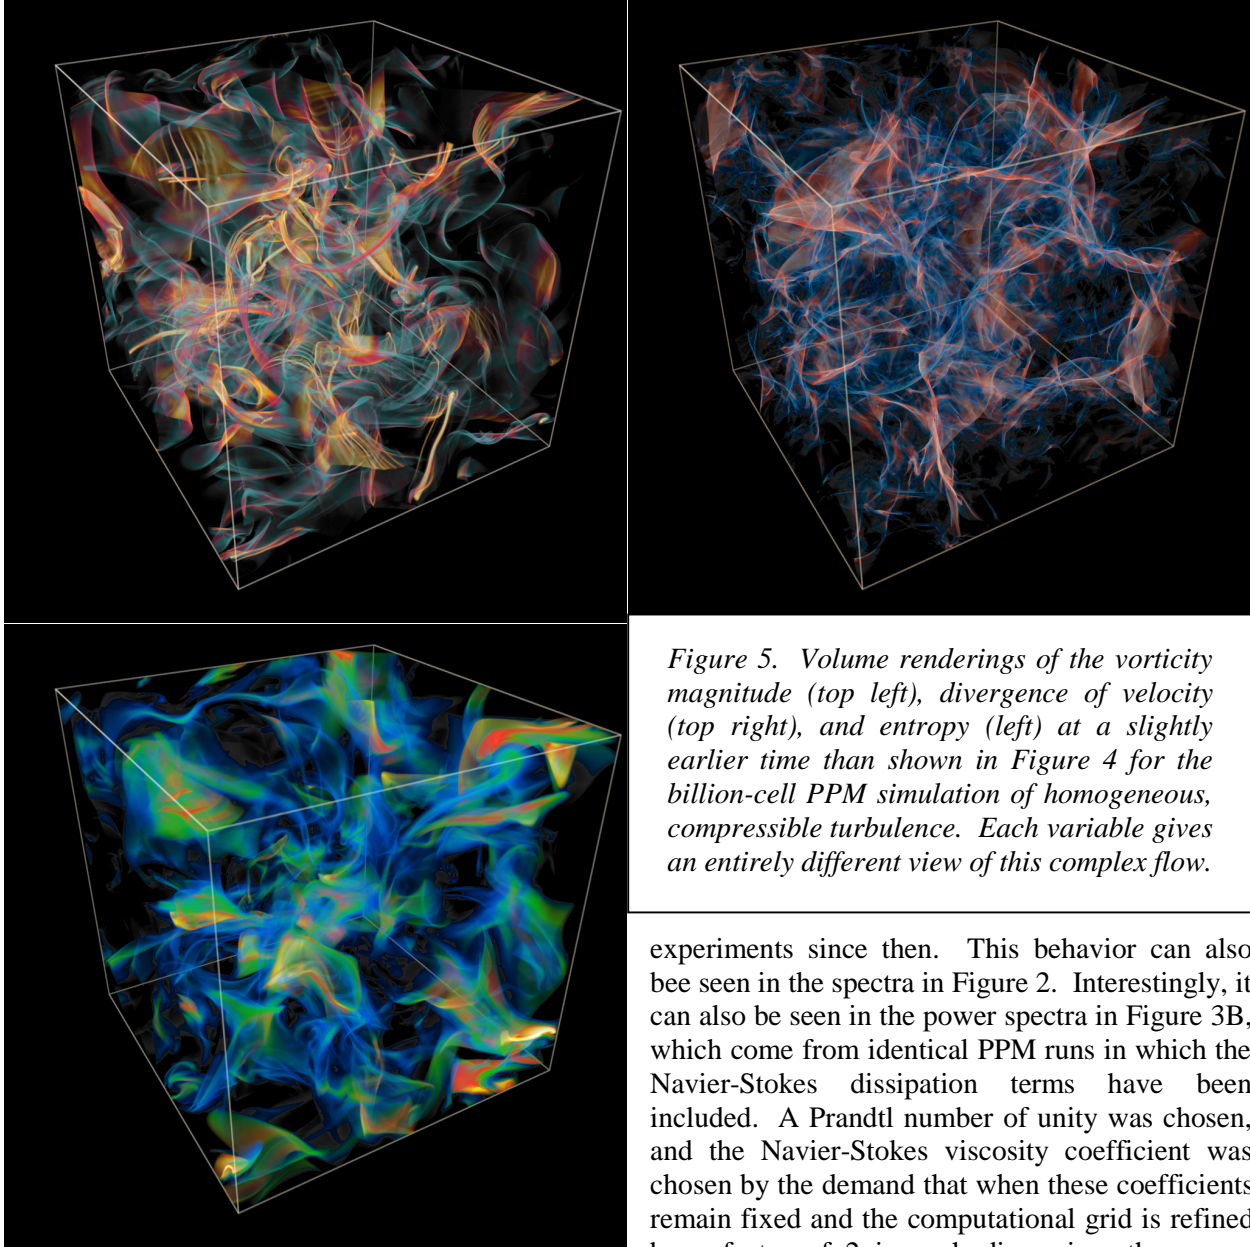 Figure 5. Volume renderings of the vorticity
magnitude (top left), divergence of velocity
(top right), and entropy (left) at a slightly
earlier time than shown in Figure 4 for the
billion-cell PPM simulation of homogeneous,
compressible turbulence. Each variable gives
an entirely different view of this complex flow.
experiments since then. This behavior can also
bee seen in the spectra in Figure 2. Interestingly, it
can also be seen in the power spectra in Figure 3B,
which come from identical PPM runs in which the
Navier-Stokes dissipation terms have been
included. A Prandtl number of unity was chosen,
and the Navier-Stokes viscosity coefficient was
chosen by the demand that when these coefficients
remain fixed and the computational grid is refined